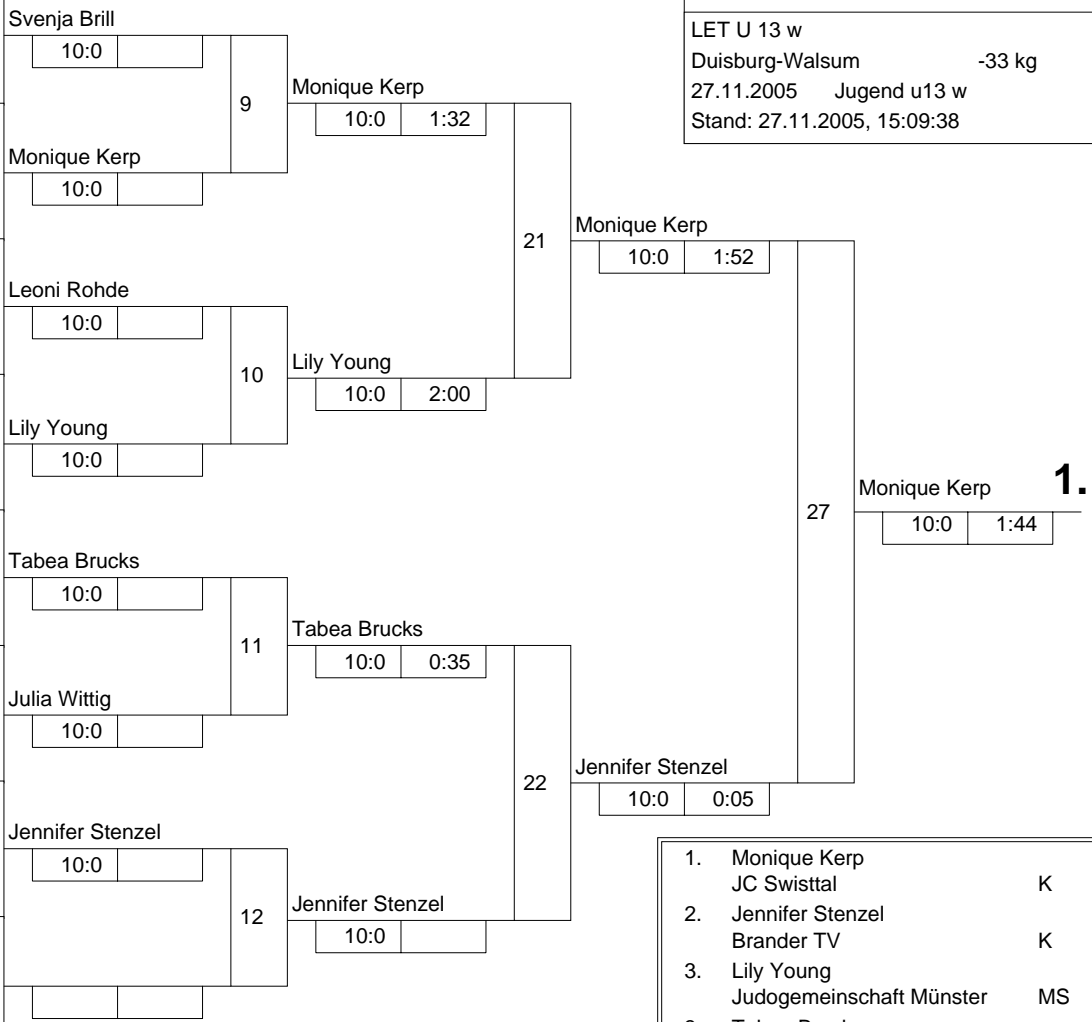 Svenja Brill
10:0
9
Monique Kerp
10:0
Monique Kerp
10:0 1:32
21
Leoni Rohde
10:0
10
Lily Young
10:0
Lily Young
10:0 2:00
Monique Kerp
10:0 1:52
27
Tabea Brucks
10:0
11
Julia Wittig
10:0
Tabea Brucks
10:0 0:35
22
Jennifer Stenzel
10:0
12
Jennifer Stenzel
10:0
Jennifer Stenzel
10:0 0:05
Monique Kerp 1.
10:0 1:44
LET U 13 w
Duisburg-Walsum -33 kg
27.11.2005 Jugend u13 w
Stand: 27.11.2005, 15:09:38
1. Monique Kerp
JC Swisttal K
2. Jennifer Stenzel
Brander TV K
3. Lily Young
Judogemeinschaft Münster MS